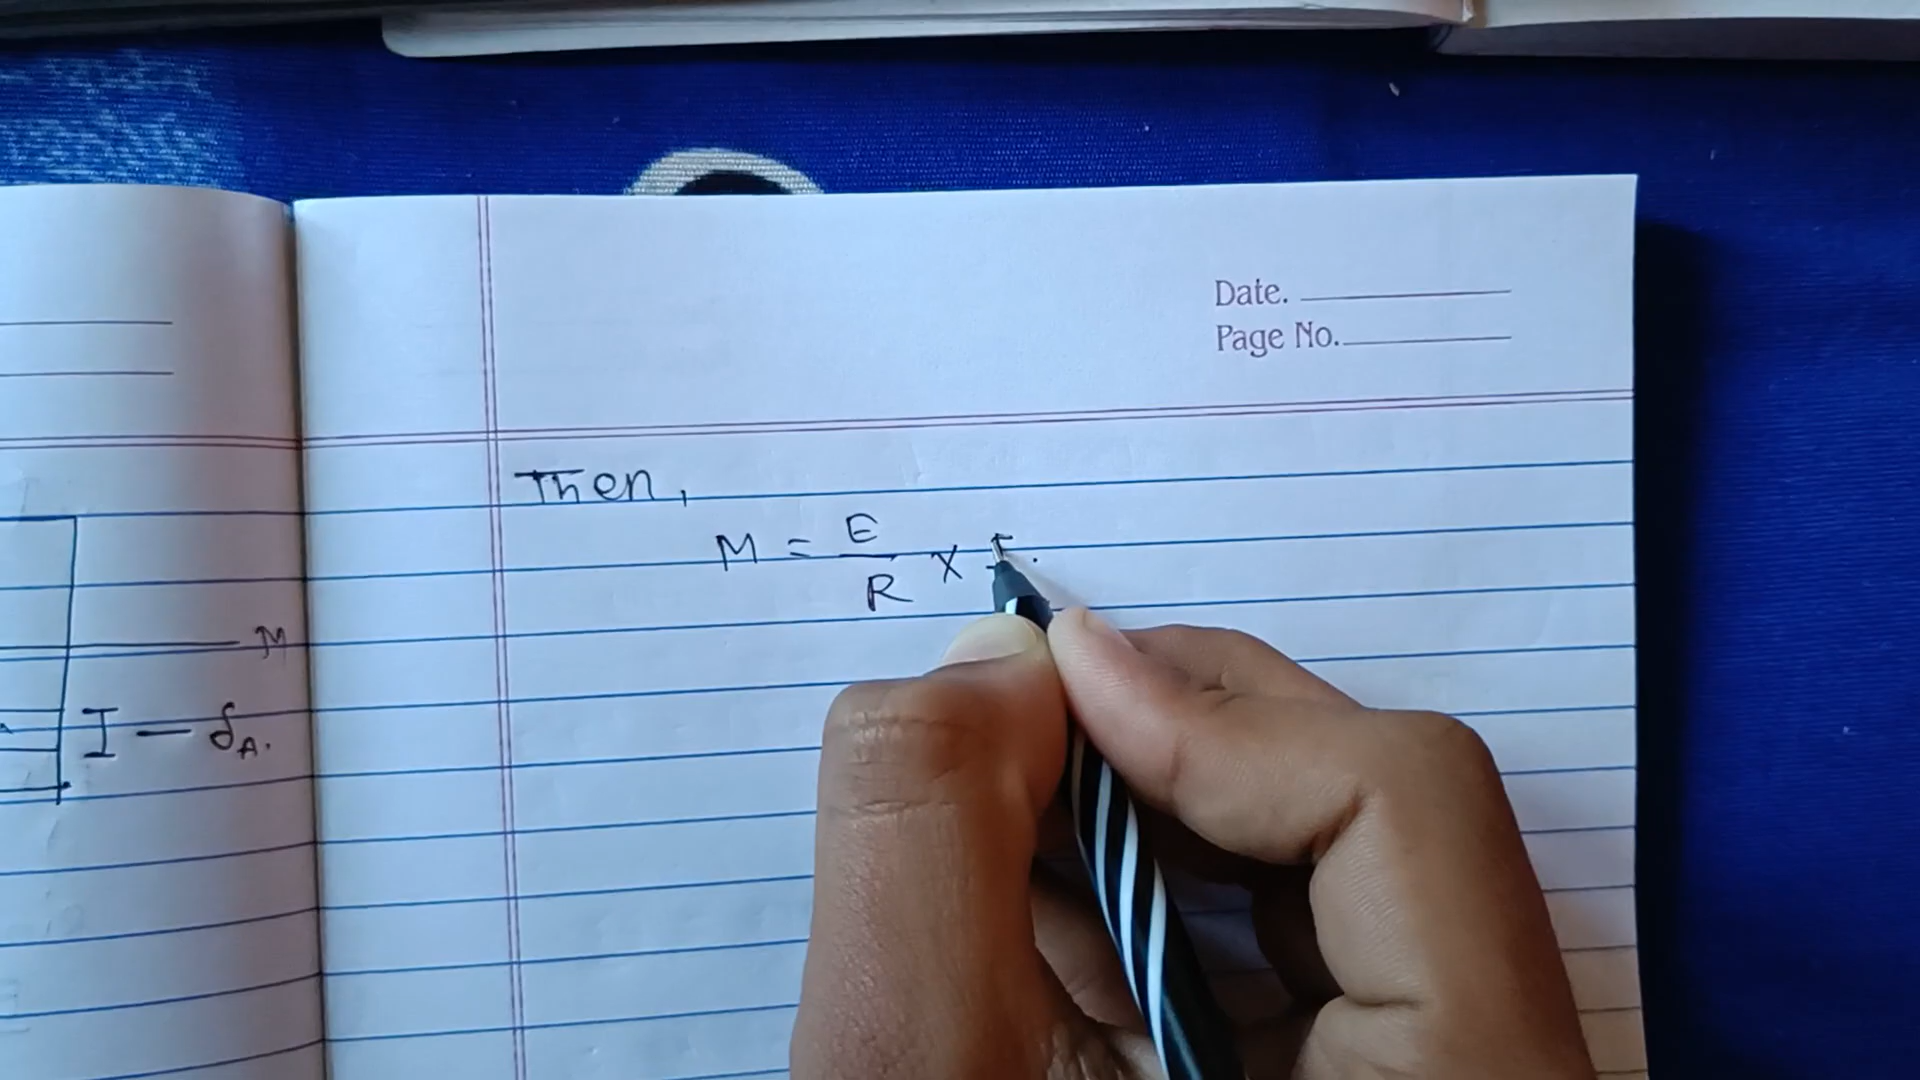 Date.
Page No.
Then,
M = E/R ×
M
I - δA.